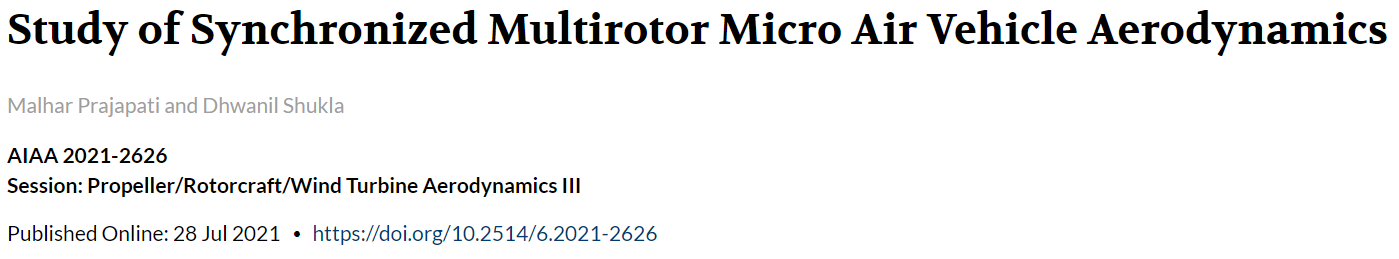 Study of Synchronized Multirotor Micro Air Vehicle Aerodynamics
Malhar Prajapati and Dhwanil Shukla
AIAA 2021-2626
Session: Propeller/Rotorcraft/Wind Turbine Aerodynamics III
Published Online: 28 Jul 2021 • https://doi.org/10.2514/6.2021-2626